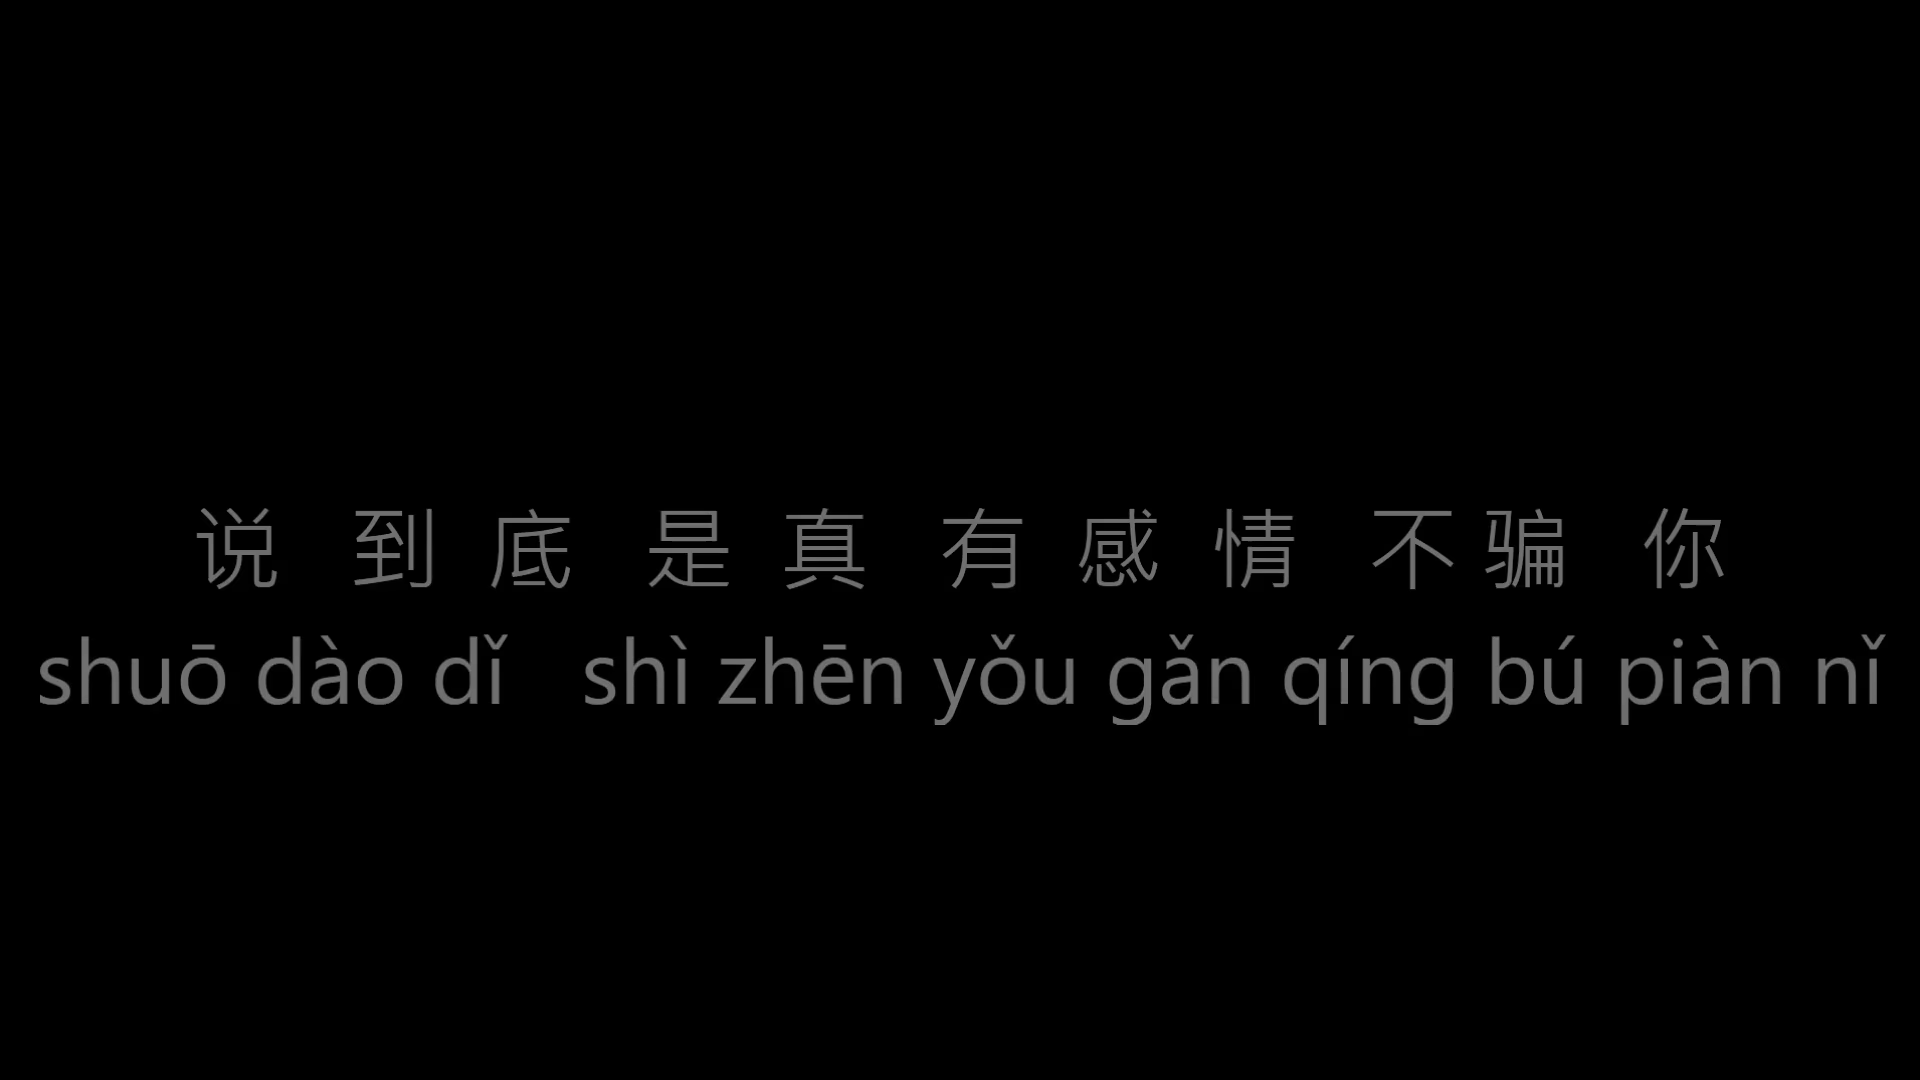 说 到 底 是 真 有 感 情 不 骗 你
shuō dào dǐ shì zhēn yǒu gǎn qíng bú piàn nǐ